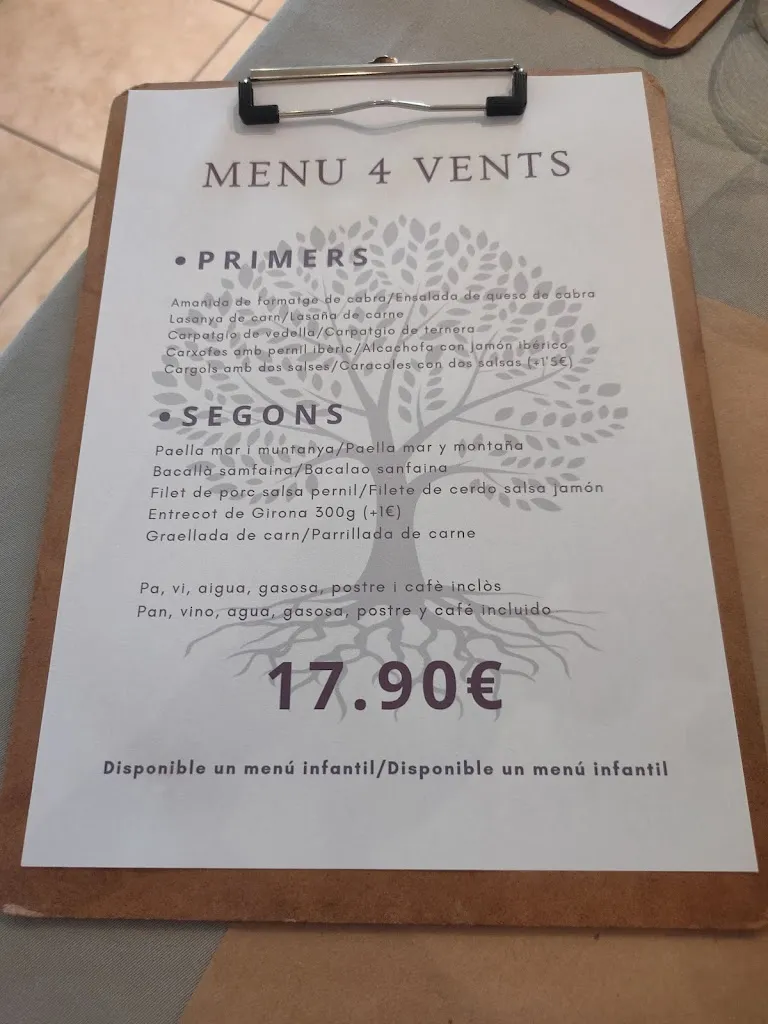 MENU 4 VENTS
• PRIMERS
Amanida de formatge de cabra/Ensalada de queso de cabra
Lasanya de carn/Lasaña de carne
Carpatgio de vedella/Carpatgio de ternera
Carxofes amb pernil ibèric/Alcachofa con jamón ibérico
Cargols amb dos salses/Caracoles con dos salsas (+1'5€)
• SEGONS
Paella mar i muntanya/Paella mar y montaña
Bacallà samfaina/Bacalao sanfaina
Filet de porc salsa pernil/Filete de cerdo salsa jamón
Entrecot de Girona 300g (+1€)
Graellada de carn/Parrillada de carne
Pa, vi, aigua, gasosa, postre i cafè inclòs
Pan, vino, agua, gasosa, postre y café incluido
17.90€
Disponible un menú infantil/Disponible un menú infantil